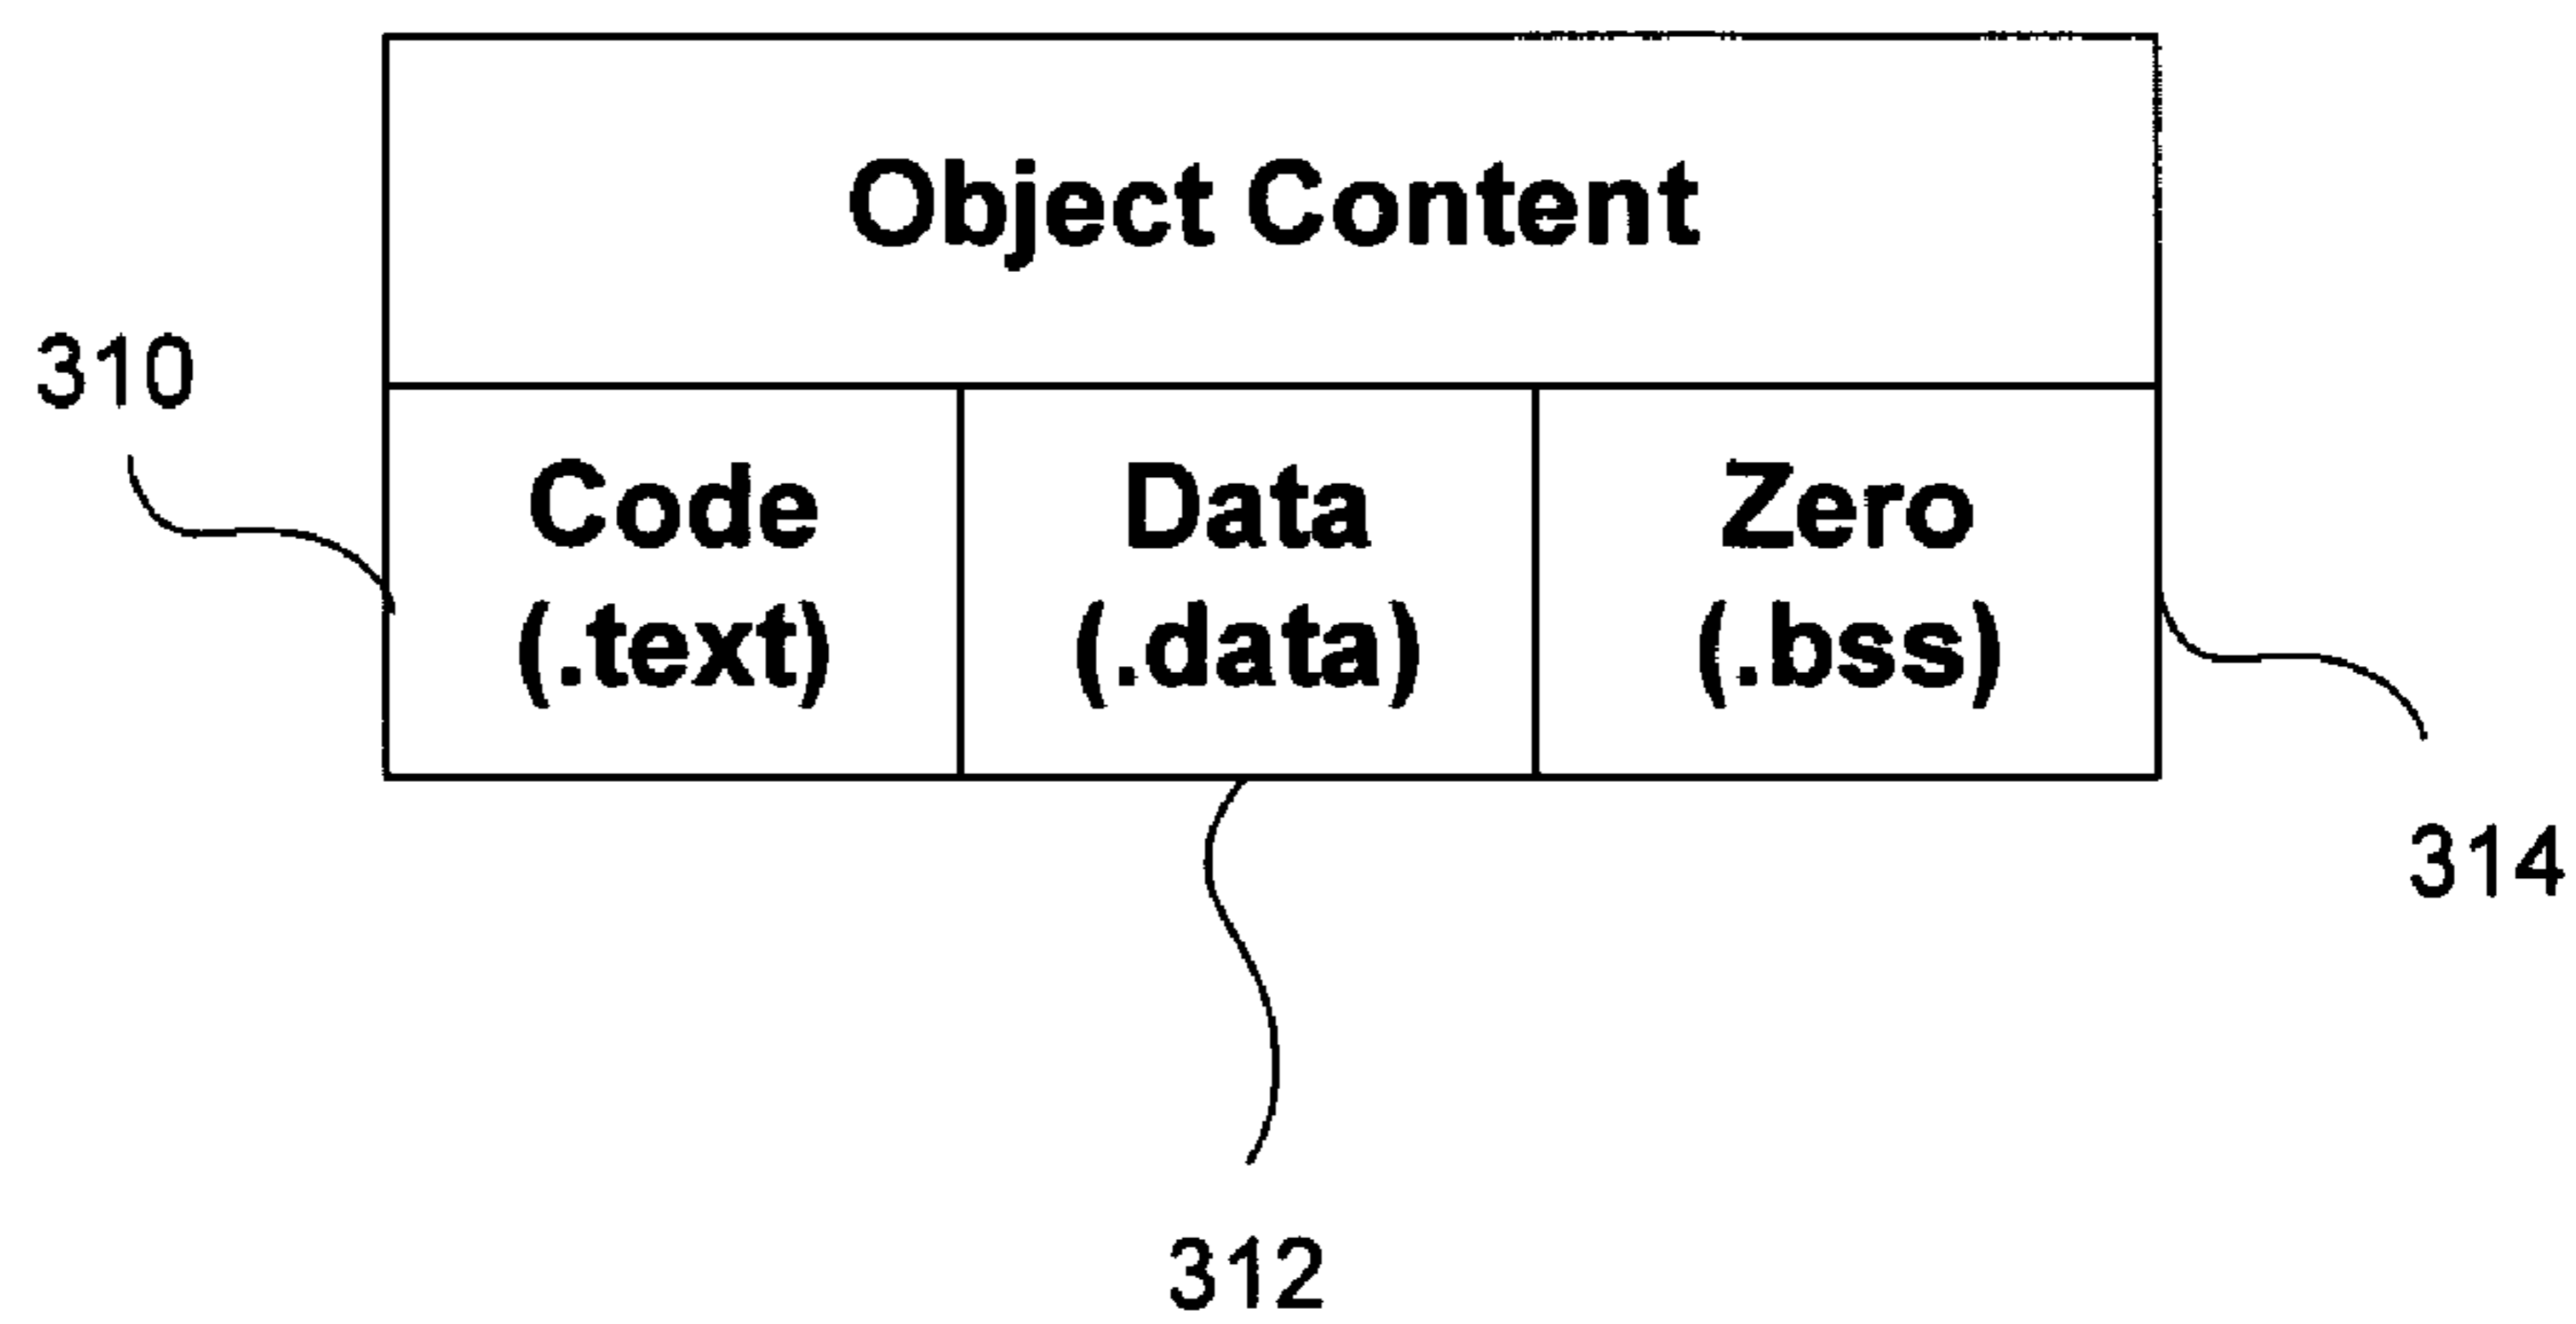 Object Content
310
Code
(.text)
Data
(.data)
Zero
(.bss)
314
312